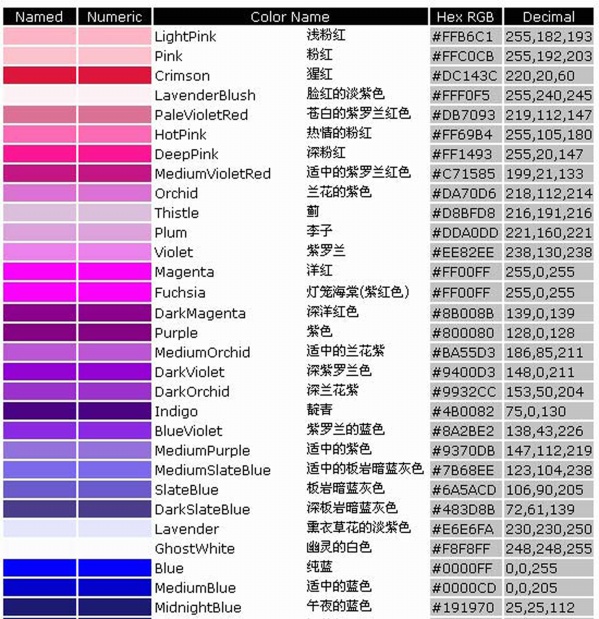 Named Numeric Color Name Hex RGB Decimal
LightPink 浅粉红 #FFB6C1 255,182,193
Pink 粉红 #FFC0CB 255,192,203
Crimson 猩红 #DC143C 220,20,60
LavenderBlush 脸红的淡紫色 #FFF0F5 255,240,245
PaleVioletRed 苍白的紫罗兰红色 #DB7093 219,112,147
HotPink 热情的粉红 #FF69B4 255,105,180
DeepPink 深粉红 #FF1493 255,20,147
MediumVioletRed 适中的紫罗兰红色 #C71585 199,21,133
Orchid 兰花的紫色 #DA70D6 218,112,214
Thistle 蓟 #D8BFD8 216,191,216
Plum 李子 #DDA0DD 221,160,221
Violet 紫罗兰 #EE82EE 238,130,238
Magenta 洋红 #FF00FF 255,0,255
Fuchsia 灯笼海棠(紫红色) #FF00FF 255,0,255
DarkMagenta 深洋红色 #8B008B 139,0,139
Purple 紫色 #800080 128,0,128
MediumOrchid 适中的兰花紫 #BA55D3 186,85,211
DarkViolet 深紫罗兰色 #9400D3 148,0,211
DarkOrchid 深兰花紫 #9932CC 153,50,204
Indigo 靛青 #4B0082 75,0,130
BlueViolet 紫罗兰的蓝色 #8A2BE2 138,43,226
MediumPurple 适中的紫色 #9370DB 147,112,219
MediumSlateBlue 适中的板岩暗蓝灰色 #7B68EE 123,104,238
SlateBlue 板岩暗蓝灰色 #6A5ACD 106,90,205
DarkSlateBlue 深板岩暗蓝灰色 #483D8B 72,61,139
Lavender 熏衣草花的淡紫色 #E6E6FA 230,230,250
GhostWhite 幽灵的白色 #F8F8FF 248,248,255
Blue 纯蓝 #0000FF 0,0,255
MediumBlue 适中的蓝色 #0000CD 0,0,205
MidnightBlue 午夜的蓝色 #191970 25,25,112